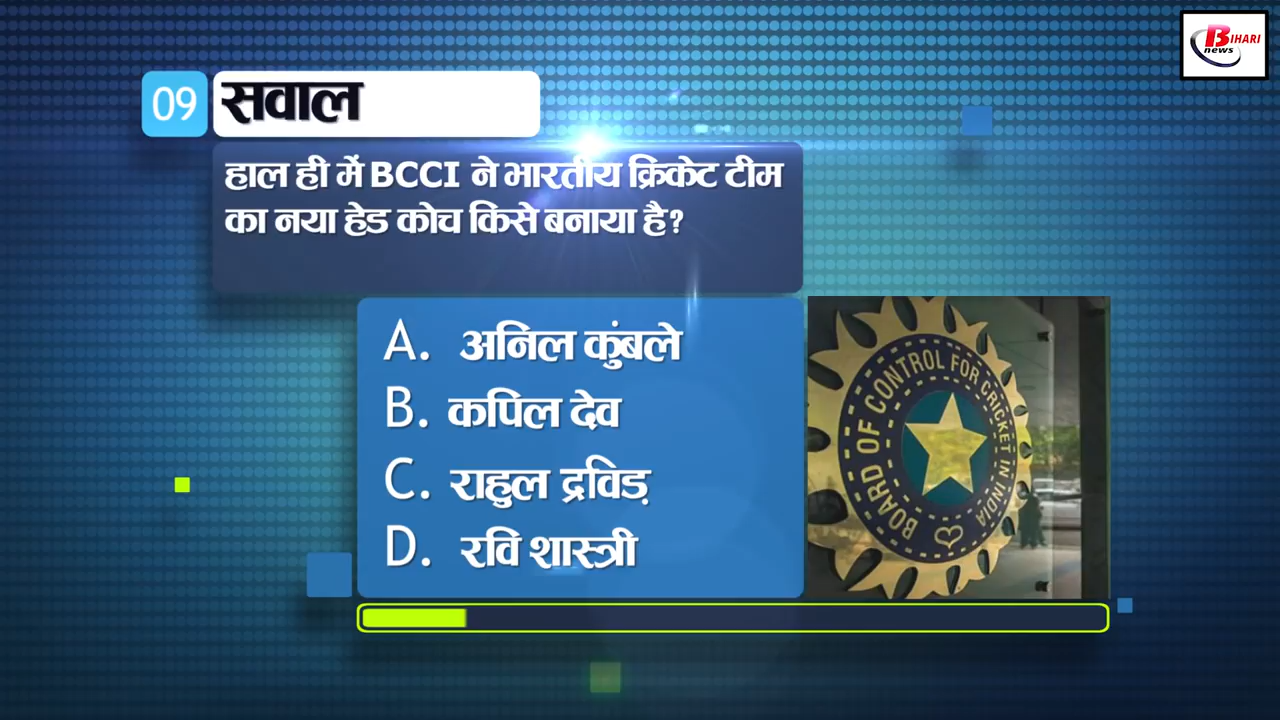 BIHARI
news
09 सवाल
हाल ही में BCCI ने भारतीय क्रिकेट टीम
का नया हेड कोच किसे बनाया है?
A. अनिल कुंबले
B. कपिल देव
C. राहुल द्रविड़
D. रवि शास्त्री
BOARD OF CONTROL FOR CRICKET IN INDIA